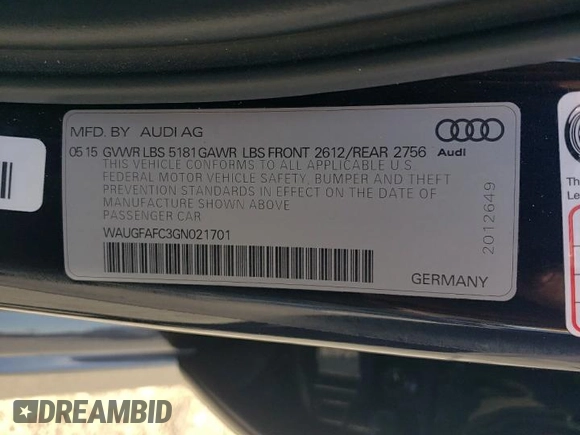 MFD. BY AUDI AG
05 15 GVWR LBS 5181 GAWR LBS FRONT 2612/REAR 2756
THIS VEHICLE CONFORMS TO ALL APPLICABLE U.S.
FEDERAL MOTOR VEHICLE SAFETY, BUMPER AND THEFT
PREVENTION STANDARDS IN EFFECT ON THE DATE OF
MANUFACTURE SHOWN ABOVE
PASSENGER CAR
WAUGFAFC3GN021701
Audi
2012649
GERMANY
This
Le
DREAMBID